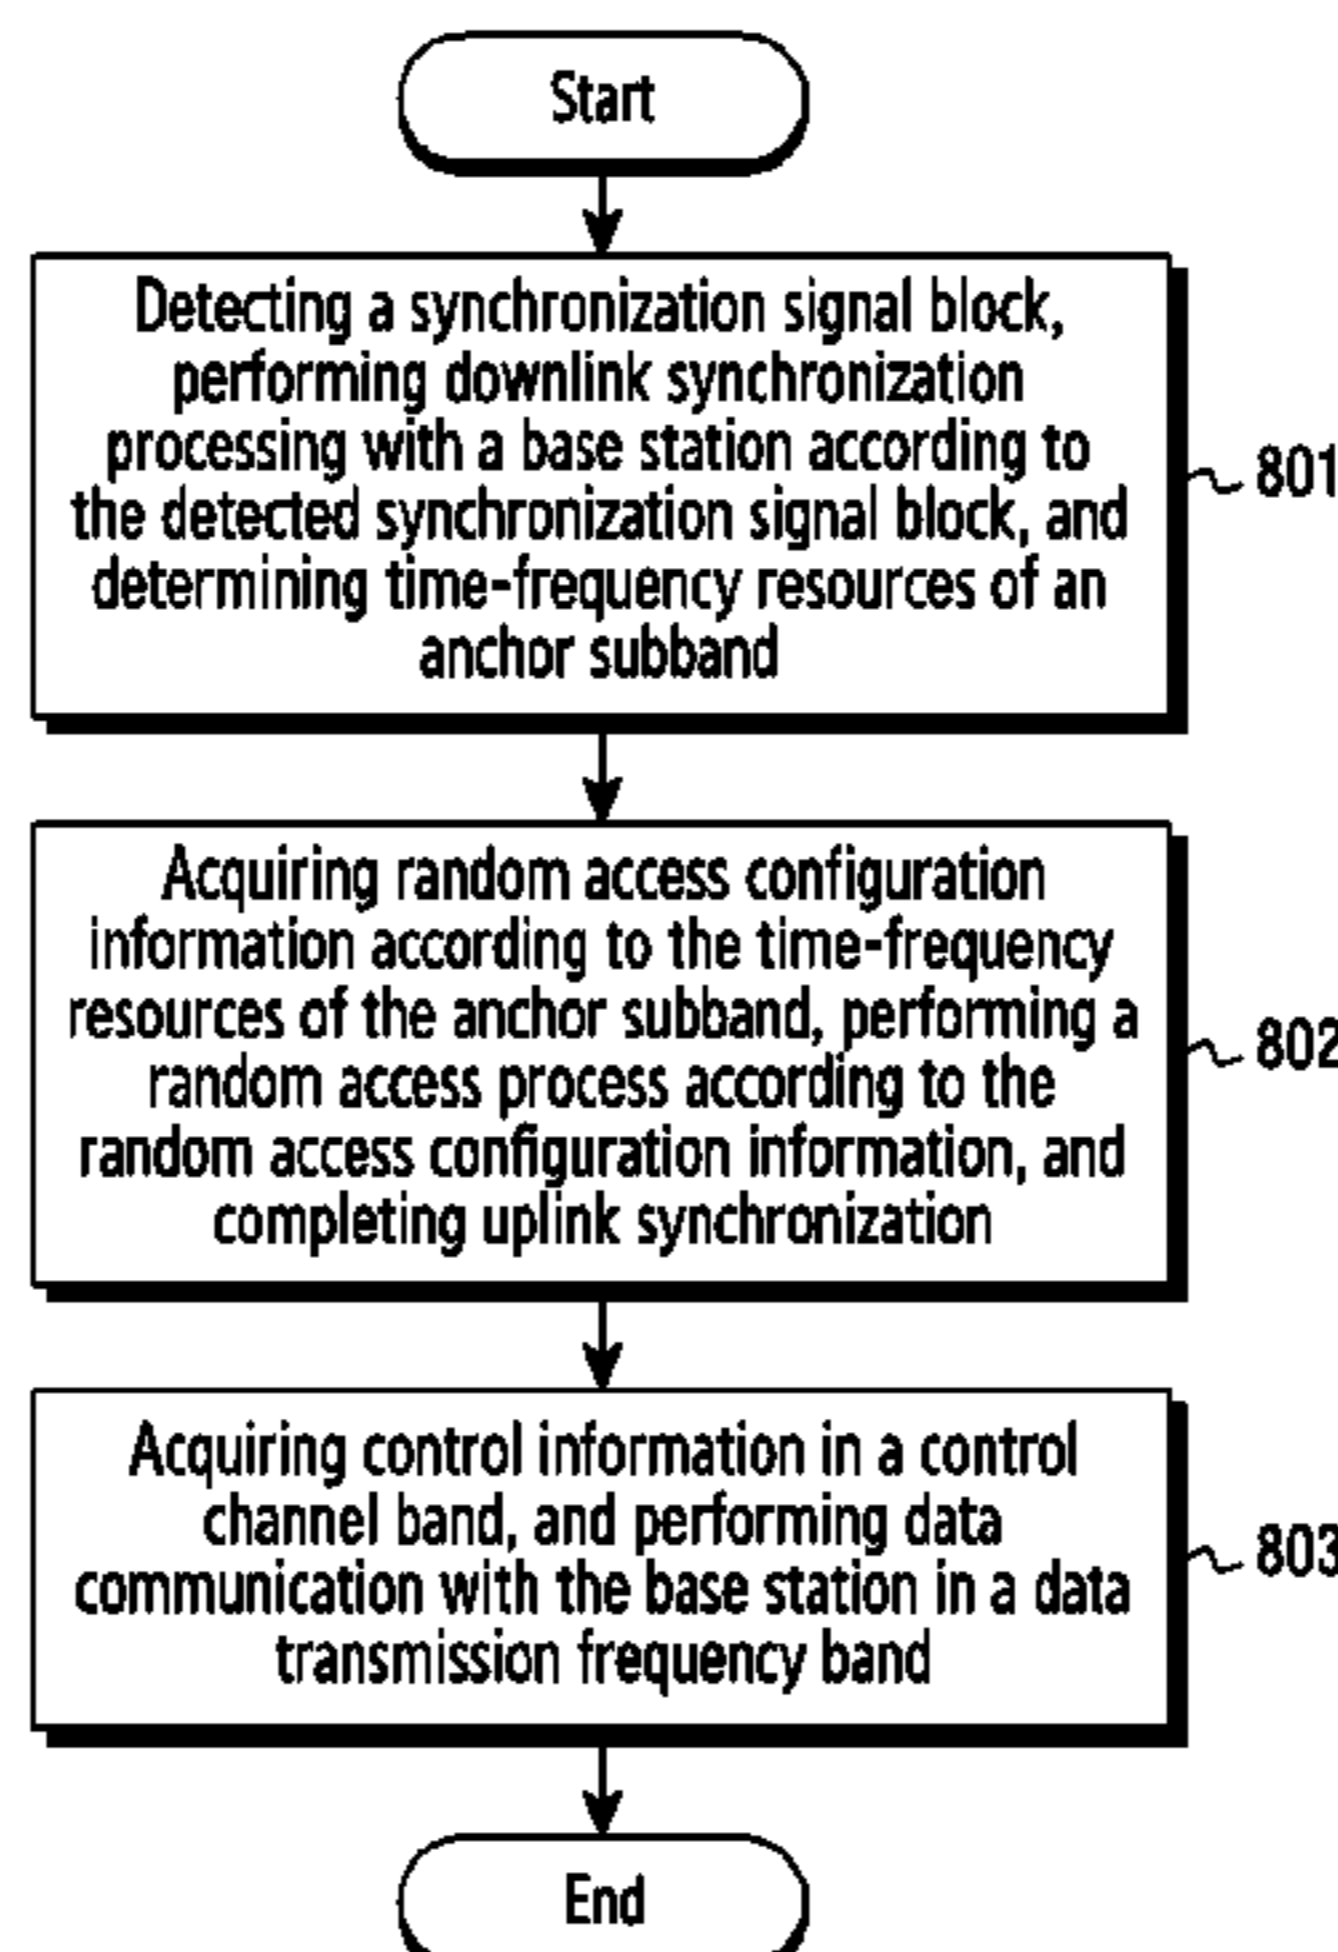 Start
Detecting a synchronization signal block,
performing downlink synchronization
processing with a base station according to
the detected synchronization signal block, and
determining time-frequency resources of an
anchor subband
801
Acquiring random access configuration
information according to the time-frequency
resources of the anchor subband, performing a
random access process according to the
random access configuration information, and
completing uplink synchronization
802
Acquiring control information in a control
channel band, and performing data
communication with the base station in a data
transmission frequency band
803
End